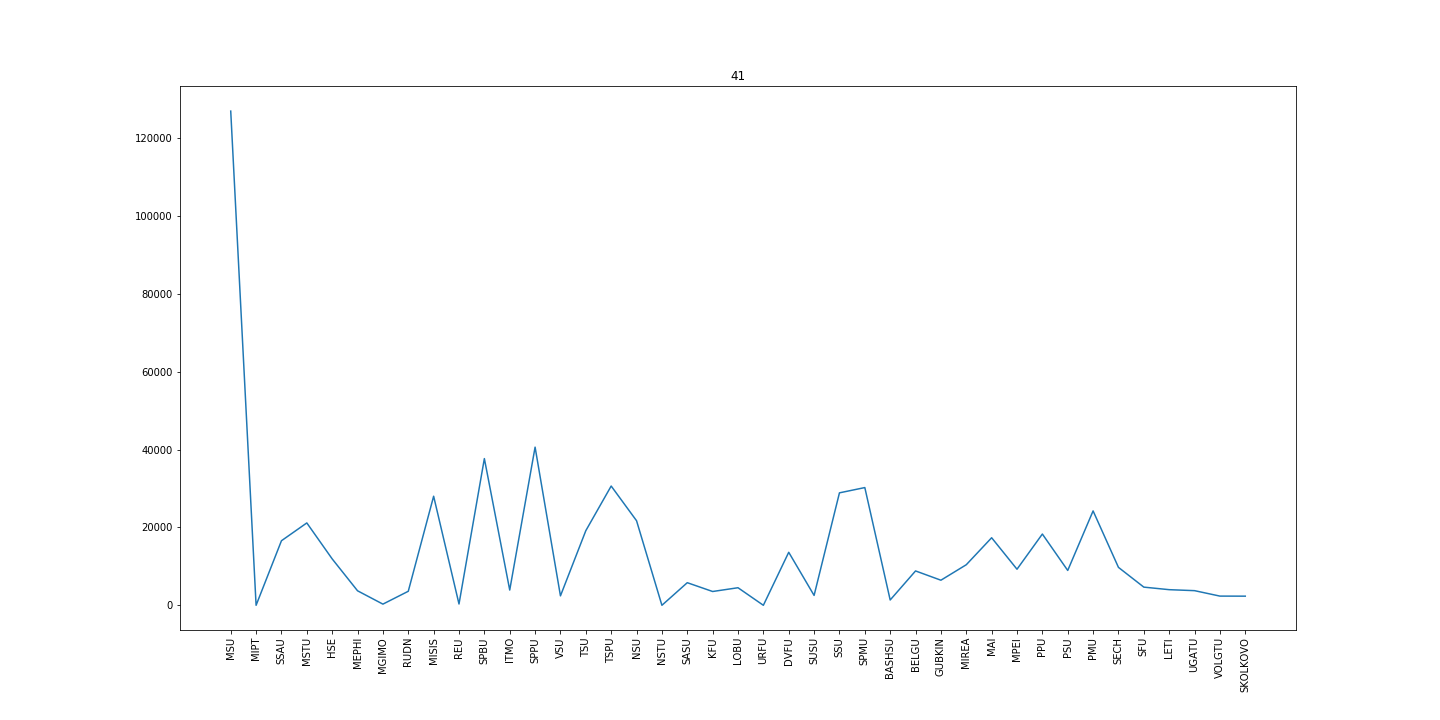 41
120000
100000
80000
60000
40000
20000
0
MSU
MIPT
SSAU
MSTU
HSE
MEPHI
MGIMO
RUDN
MISIS
REU
SPBU
ITMO
SPPU
VSU
TSU
TSPU
NSU
NSTU
SASU
KFU
LOBU
URFU
DVFU
SUSU
SSU
SPMU
BASHSU
BELGU
GUBKIN
MIREA
MAI
MPEI
PPU
PSU
PMU
SECH
SFU
LETI
UGATU
VOLGTU
SKOLKOVO